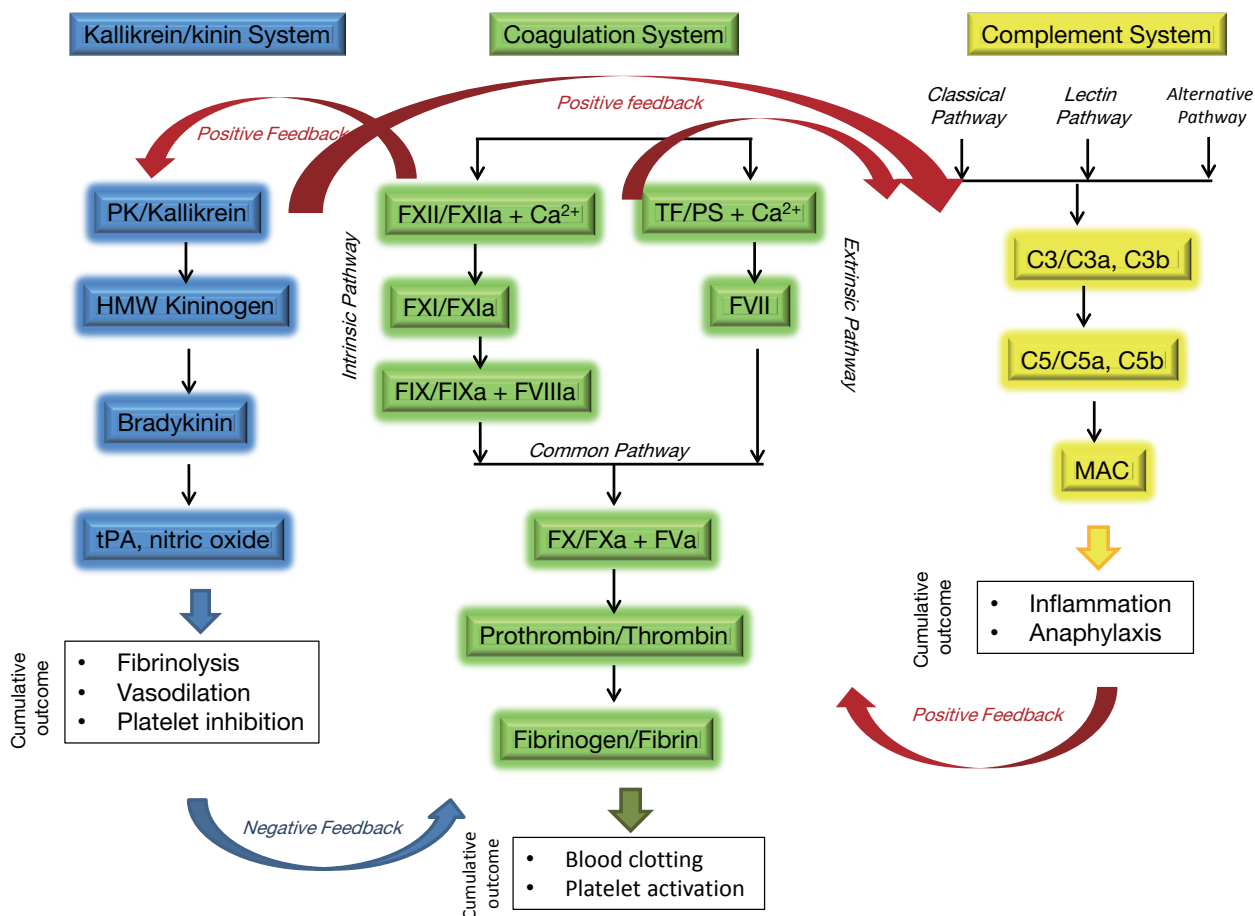 Kallikrein/kinin System
Coagulation System
Complement System
Positive Feedback
Positive feedback
Classical
Pathway
Lectin
Pathway
Alternative
Pathway
PK/Kallikrein
HMW Kininogen
Bradykinin
tPA, nitric oxide
Cumulative
outcome
• Fibrinolysis
• Vasodilation
• Platelet inhibition
Negative Feedback
Intrinsic Pathway
FXII/FXIIa + Ca²⁺
FXI/FXIa
FIX/FIXa + FVIIIa
TF/PS + Ca²⁺
FVII
Extrinsic Pathway
Common Pathway
FX/FXa + FVa
Prothrombin/Thrombin
Fibrinogen/Fibrin
Cumulative
outcome
• Blood clotting
• Platelet activation
C3/C3a, C3b
C5/C5a, C5b
MAC
Cumulative
outcome
• Inflammation
• Anaphylaxis
Positive Feedback